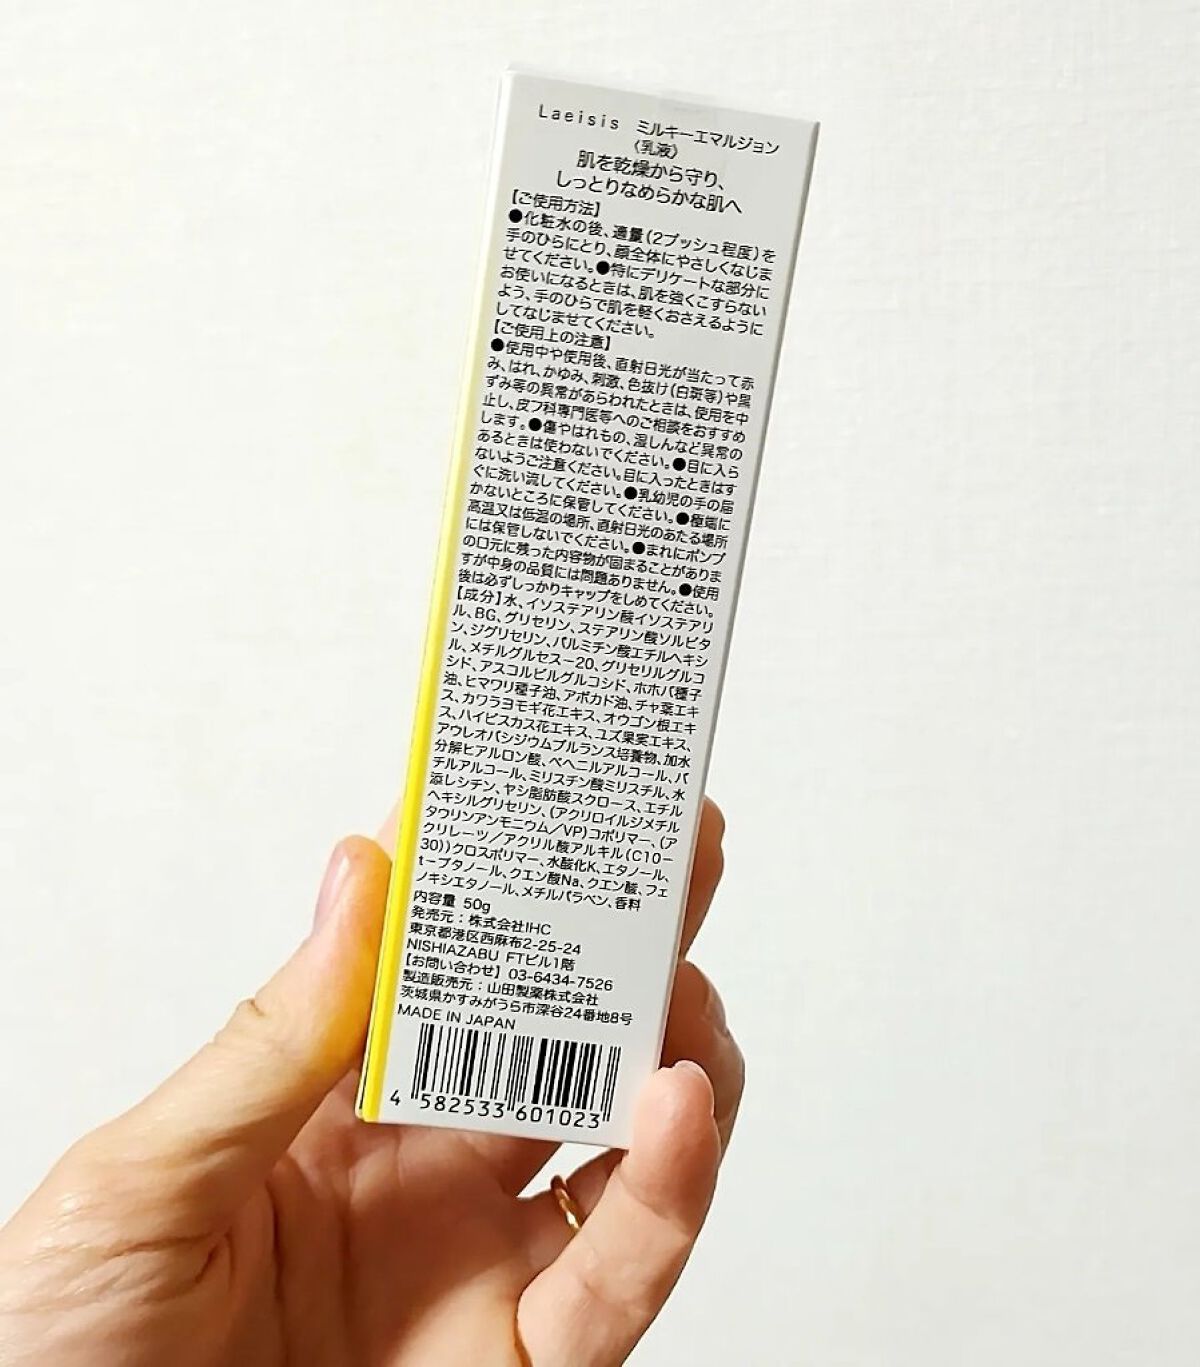 Laeisis ミルキーエマルジョン
〈乳液〉
肌を乾燥から守り、
しっとりなめらかな肌へ
【ご使用方法】
●化粧水の後、適量（2プッシュ程度）を
手のひらにとり、顔全体にやさしくなじま
せてください。●特にデリケートな部分に
お使いになるときは、肌を強くこすらない
よう、手のひらで肌を軽くおさえるように
してなじませてください。
【ご使用上の注意】
●使用中や使用後、直射日光が当たって赤
み、はれ、かゆみ、刺激、色抜け（白斑等）や黒
ずみ等の異常があらわれたときは、使用を中
止し、皮フ科専門医等へのご相談をおすすめ
します。●傷やはれもの、湿しんなど異常の
あるときは使わないでください。●目に入ら
ないようご注意ください。目に入ったときはす
ぐに洗い流してください。●乳幼児の手の届
かないところに保管してください。●極端に
高温又は低温の場所、直射日光のあたる場所
には保管しないでください。●まれにポンプ
の口元に残った内容物が固まることがありま
すが中身の品質には問題ありません。●使用
後は必ずしっかりキャップをしめてください。
【成分】水、イソステアリン酸イソステアリ
ル、BG、グリセリン、ステアリン酸ソルビタ
ン、ジグリセリン、パルミチン酸エチルヘキシ
ル、メチルグルセスー20、グリセリルグルコ
シド、アスコルビルグルコシド、ホホバ種子
油、ヒマワリ種子油、アボカド油、チャ葉エキ
ス、カワラヨモギ花エキス、オウゴン根エキ
ス、ハイビスカス花エキス、ユズ果実エキス、
アウレオバシジウムプルランス培養物、加水
分解ヒアルロン酸、ベヘニルアルコール、バ
チルアルコール、ミリスチン酸ミリスチル、水
添レシチン、ヤシ脂肪酸スクロース、エチル
ヘキシルグリセリン、（アクリロイルジメチル
タウリンアンモニウム／VP）コポリマー、（ア
クリレーツ／アクリル酸アルキル（C10－
30））クロスポリマー、水酸化K、エタノール、
t－ブタノール、クエン酸Na、クエン酸、フェ
ノキシエタノール、メチルパラベン、香料
内容量 50g
発売元：株式会社IHC
東京都港区西麻布2-25-24
NISHIAZABU FTビル1階
【お問い合わせ】 03-6434-7526
製造販売元：山田製薬株式会社
茨城県かすみがうら市深谷24番地8号
MADE IN JAPAN
4 582533 601023